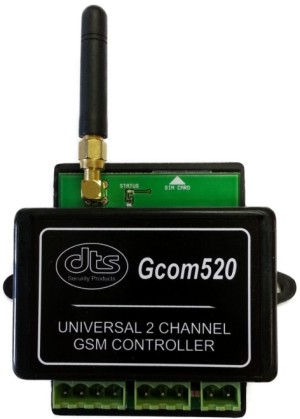 STATUS
SIM CARD
dts
Security Products
Gcom520
UNIVERSAL 2 CHANNEL
GSM CONTROLLER